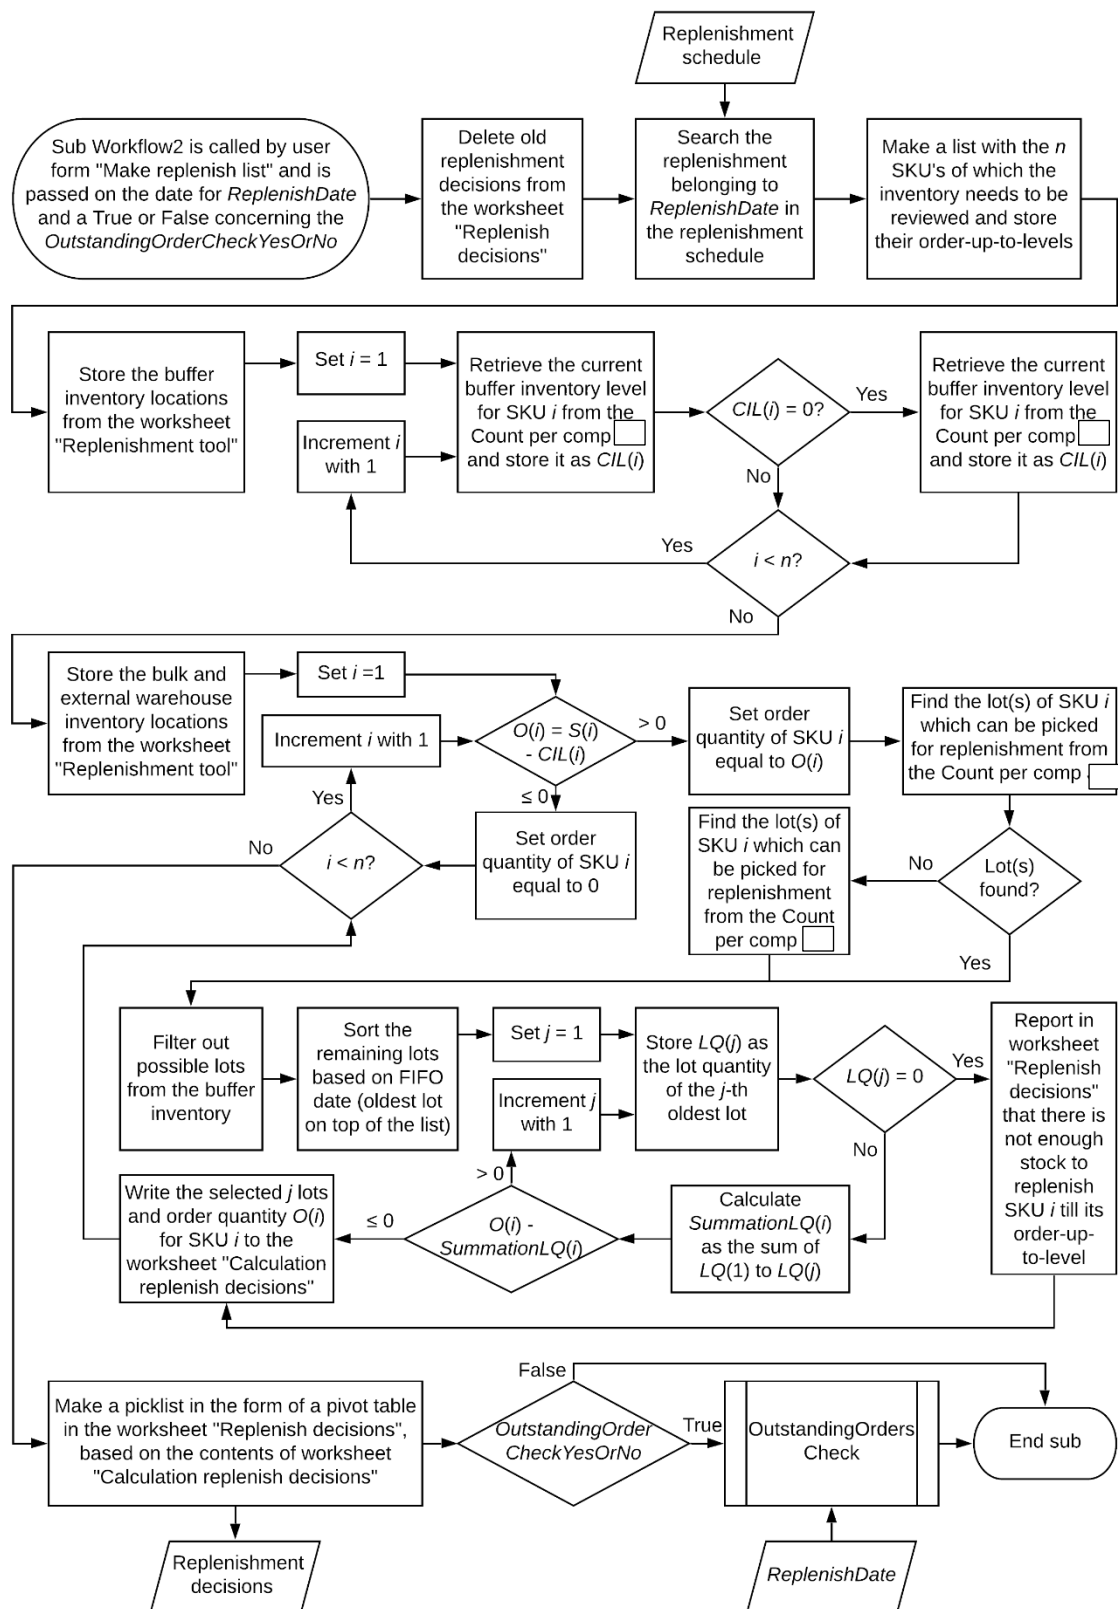 Replenishment
schedule
Sub Workflow2 is called by user
form "Make replenish list" and is
passed on the date for ReplenishDate
and a True or False concerning the
OutstandingOrderCheckYesOrNo
Delete old
replenishment
decisions from
the worksheet
"Replenish
decisions"
Search the
replenishment
belonging to
ReplenishDate in
the replenishment
schedule
Make a list with the n
SKU's of which the
inventory needs to be
reviewed and store
their order-up-to-levels
Store the buffer
inventory locations
from the worksheet
"Replenishment tool"
Set i = 1
Increment i
with 1
Retrieve the current
buffer inventory level
for SKU i from the
Count per comp
and store it as CIL(i)
CIL(i) = 0?
Yes
No
Retrieve the current
buffer inventory level
for SKU i from the
Count per comp
and store it as CIL(i)
i < n?
Yes
No
Store the bulk and
external warehouse
inventory locations
from the worksheet
"Replenishment tool"
Set i =1
Increment i with 1
O(i) = S(i)
- CIL(i)
> 0
≤ 0
Set order
quantity of SKU i
equal to O(i)
Find the lot(s) of SKU i
which can be picked
for replenishment from
the Count per comp
Yes
No
i < n?
Set order
quantity of SKU i
equal to 0
Find the lot(s) of
SKU i which can
be picked for
replenishment
from the Count
per comp
No
Lot(s)
found?
Yes
Filter out
possible lots
from the buffer
inventory
Sort the
remaining lots
based on FIFO
date (oldest lot
on top of the list)
Set j = 1
Increment j
with 1
Store LQ(j) as
the lot quantity
of the j-th
oldest lot
LQ(j) = 0
Yes
No
Report in
worksheet
"Replenish
decisions"
that there is
not enough
stock to
replenish
SKU i till its
order-up-
to-level
Write the selected j lots
and order quantity O(i)
for SKU i to the
worksheet "Calculation
replenish decisions"
≤ 0
> 0
O(i) -
SummationLQ(i)
Calculate
SummationLQ(i)
as the sum of
LQ(1) to LQ(j)
Make a picklist in the form of a pivot table
in the worksheet "Replenish decisions",
based on the contents of worksheet
"Calculation replenish decisions"
False
OutstandingOrder
CheckYesOrNo
True
OutstandingOrders
Check
End sub
Replenishment
decisions
ReplenishDate